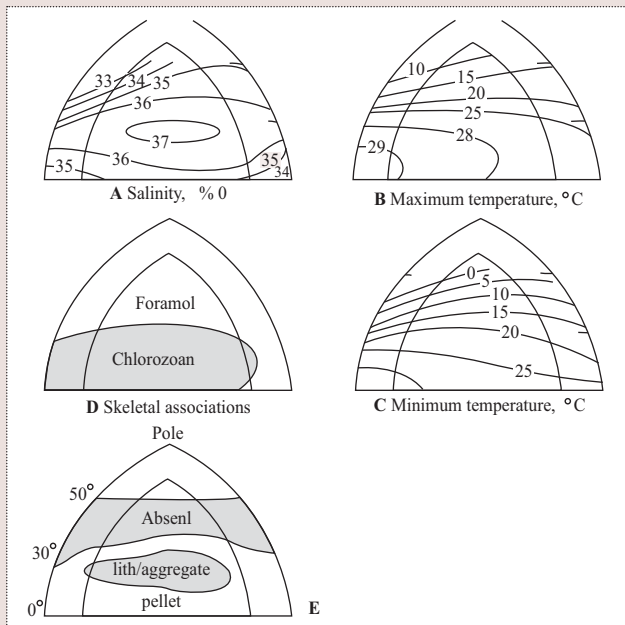 33
34
35
36
37
36
35
35
34
A Salinity, % 0
10
15
20
25
28
29
B Maximum temperature, °C
Foramol
Chlorozoan
D Skeletal associations
0
5
10
15
20
25
C Minimum temperature, °C
Pole
50°
Absenl
30°
lith/aggregate
pellet
0°
E